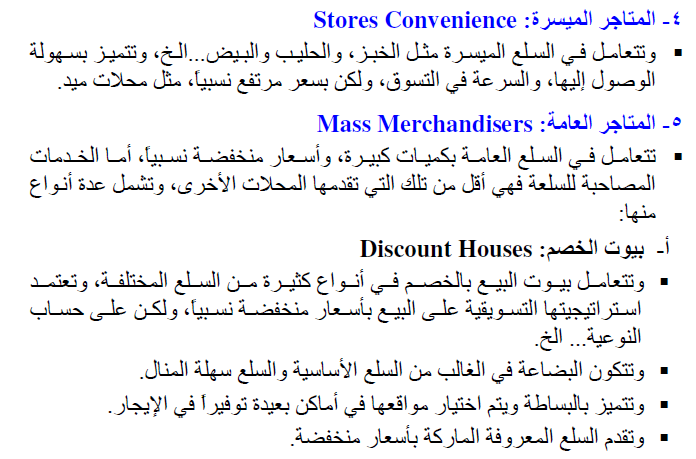 ٤- المتاجر الميسرة: Stores Convenience
▪ وتتعامل في السلع الميسرة مثل الخبز، والحليب والبيض...الخ، وتتميز بسهولة
الوصول إليها، والسرعة في التسوق، ولكن بسعر مرتفع نسبياً، مثل محلات ميد.
٥- المتاجر العامة: Mass Merchandisers
▪ تتعامل في السلع العامة بكميات كبيرة، وأسعار منخفضة نسبياً، أما الخدمات
المصاحبة للسلعة فهي أقل من تلك التي تقدمها المحلات الأخرى، وتشمل عدة أنواع
منها:
أ- بيوت الخصم: Discount Houses
▪ وتتعامل بيوت البيع بالخصم في أنواع كثيرة من السلع المختلفة، وتعتمد
استراتيجيتها التسويقية على البيع بأسعار منخفضة نسبياً، ولكن على حساب
النوعية... الخ.
▪ وتتكون البضاعة في الغالب من السلع الأساسية والسلع سهلة المنال.
▪ وتتميز بالبساطة ويتم اختيار مواقعها في أماكن بعيدة توفيراً في الإيجار.
▪ وتقدم السلع المعروفة الماركة بأسعار منخفضة.